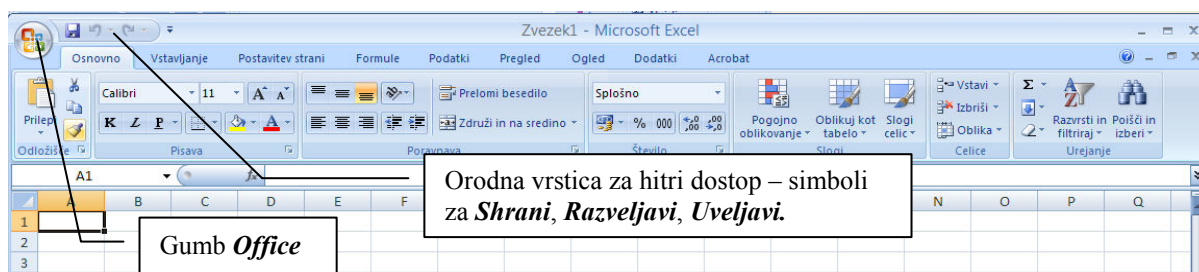 Zvezek1 - Microsoft Excel
Osnovno Vstavljanje Postavitev strani Formule Podatki Pregled Ogled Dodatki Acrobat
Prilepi
Odložišče
Calibri 11
K L P
Pisava
Prelomi besedilo
Združi in na sredino
Poravnava
Splošno
% 000
Število
Pogojno oblikovanje
Oblikuj kot tabelo
Slogi celic
Slogi
Vstavi
Izbriši
Oblika
Celice
Σ
Razvrsti in filtriraj
Poišči in izberi
Urejanje
A1 fx
A B C D E F N O P Q
1
2
3
Orodna vrstica za hitri dostop – simboli
za Shrani, Razveljavi, Uveljavi.
Gumb Office